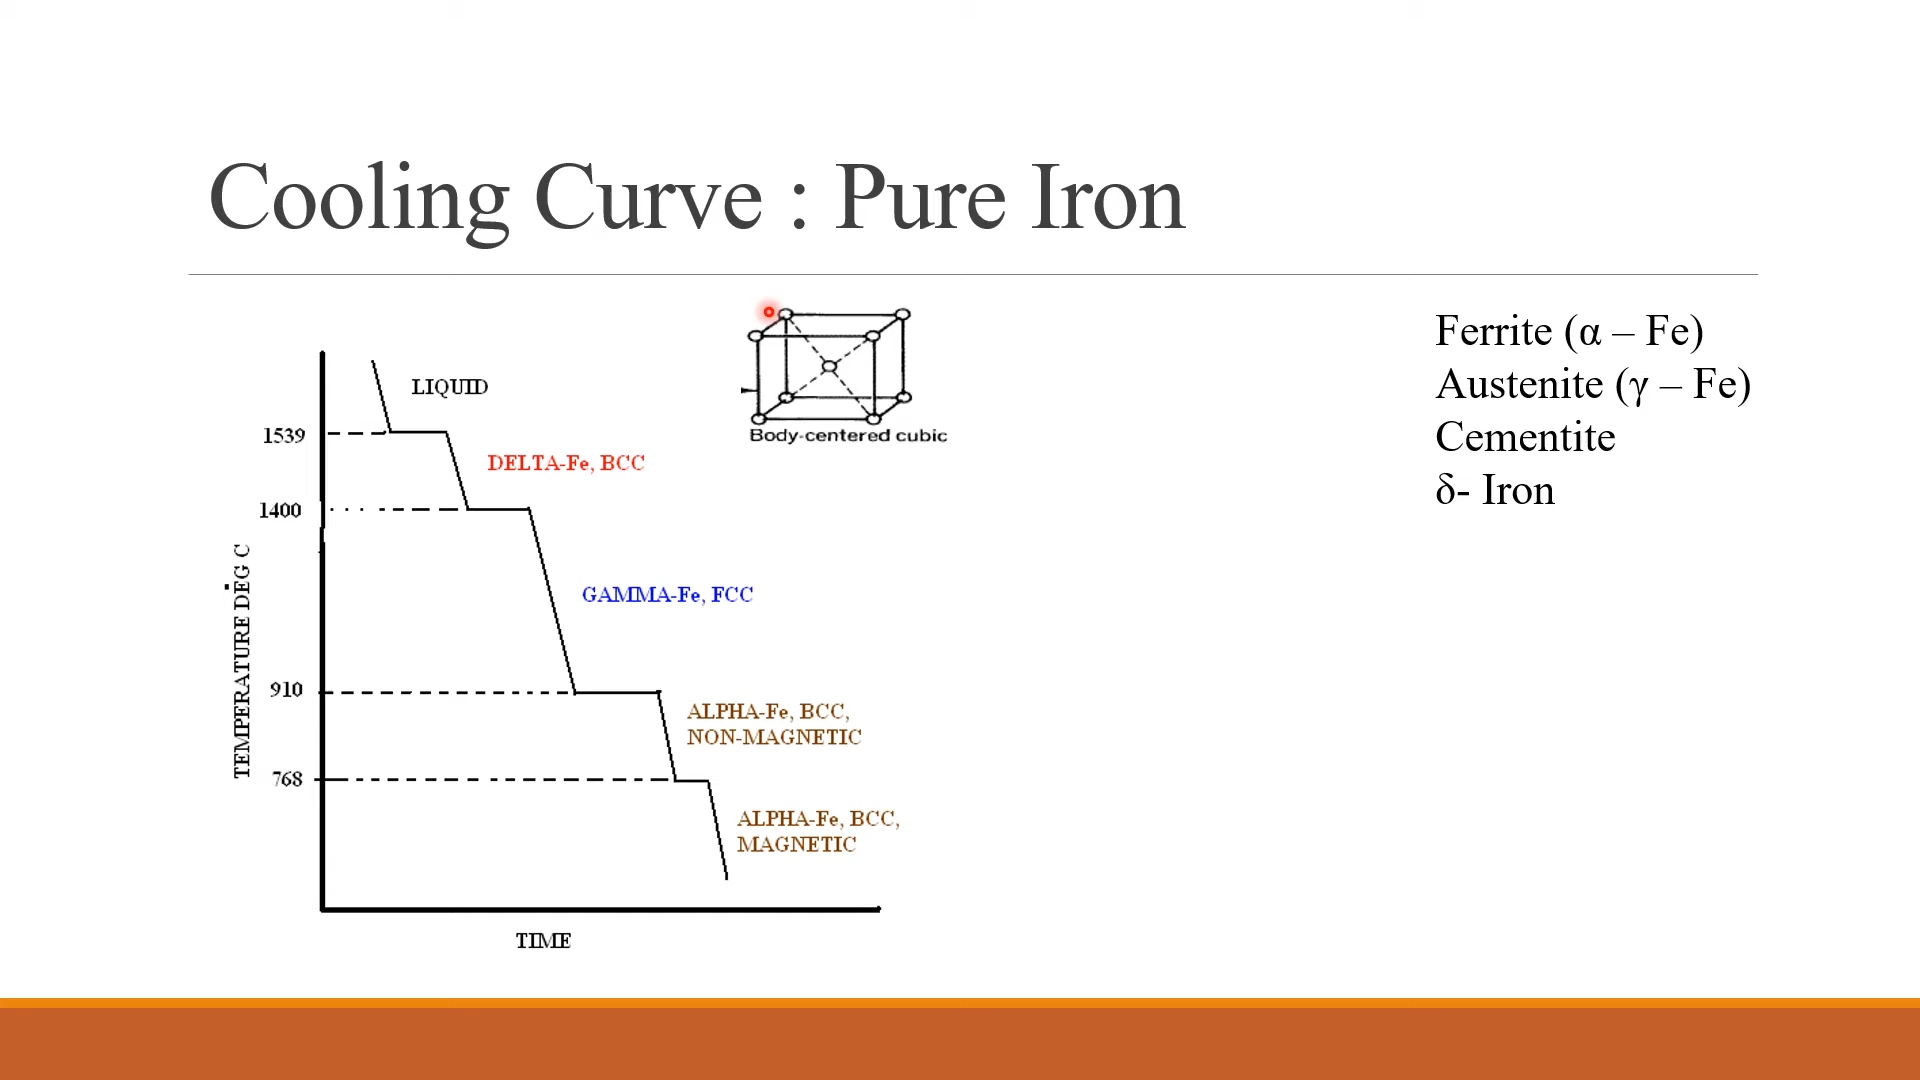 Cooling Curve : Pure Iron
Body-centered cubic
Ferrite (α – Fe)
Austenite (γ – Fe)
Cementite
δ- Iron
LIQUID
1539
DELTA-Fe, BCC
1400
GAMMA-Fe, FCC
TEMPERATURE DEG C
910
ALPHA-Fe, BCC,
NON-MAGNETIC
768
ALPHA-Fe, BCC,
MAGNETIC
TIME